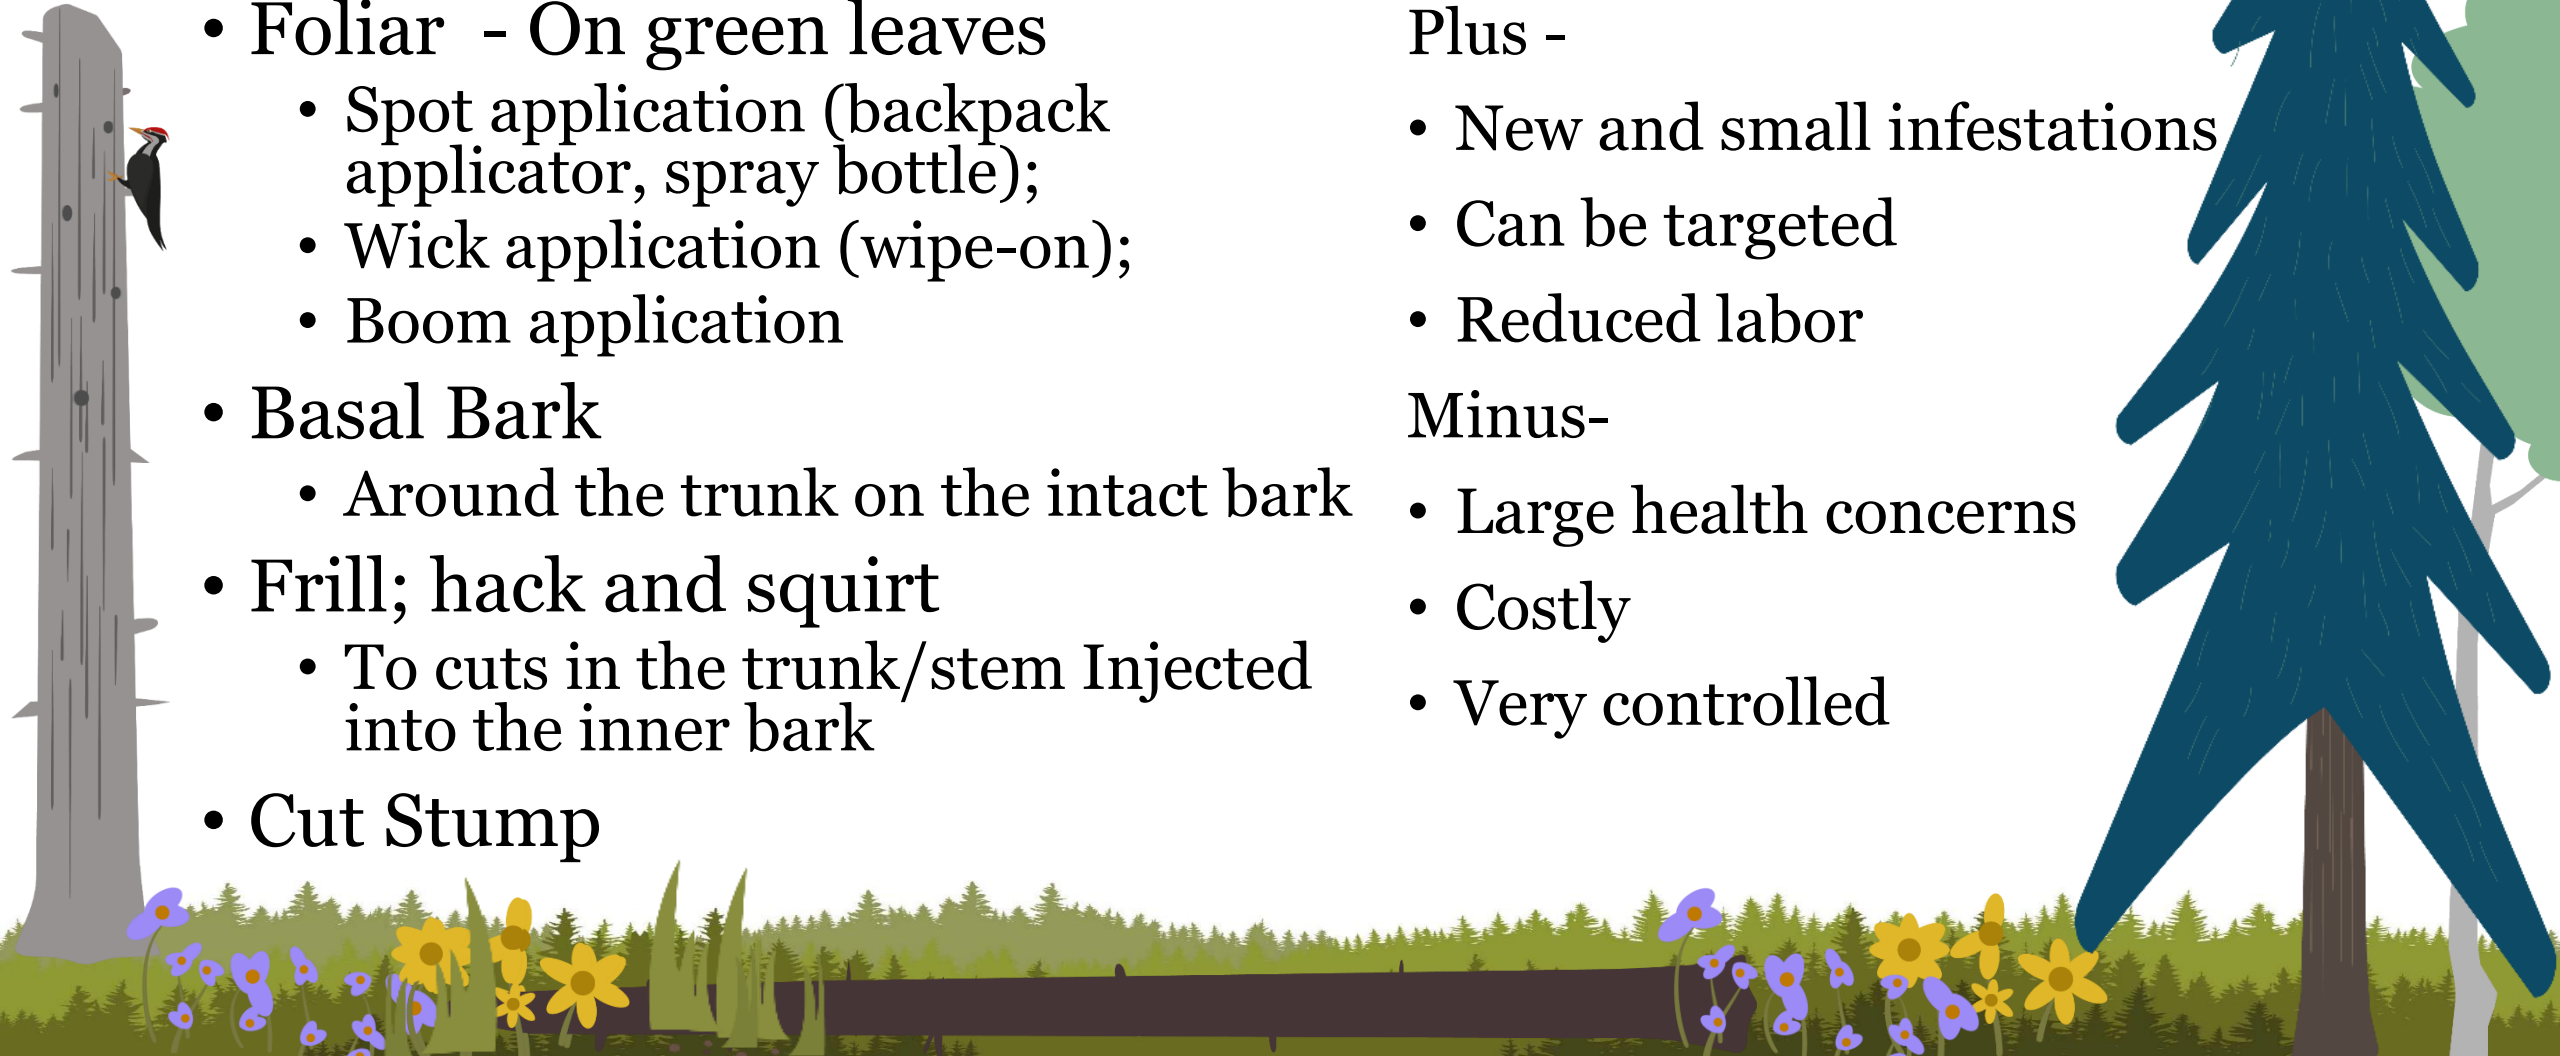 • Foliar  - On green leaves
• Spot application (backpack
applicator, spray bottle);
• Wick application (wipe-on);
• Boom application
• Basal Bark
• Around the trunk on the intact bark
• Frill; hack and squirt
• To cuts in the trunk/stem Injected
into the inner bark
• Cut Stump
Plus -
• New and small infestations
• Can be targeted
• Reduced labor
Minus-
• Large health concerns
• Costly
• Very controlled